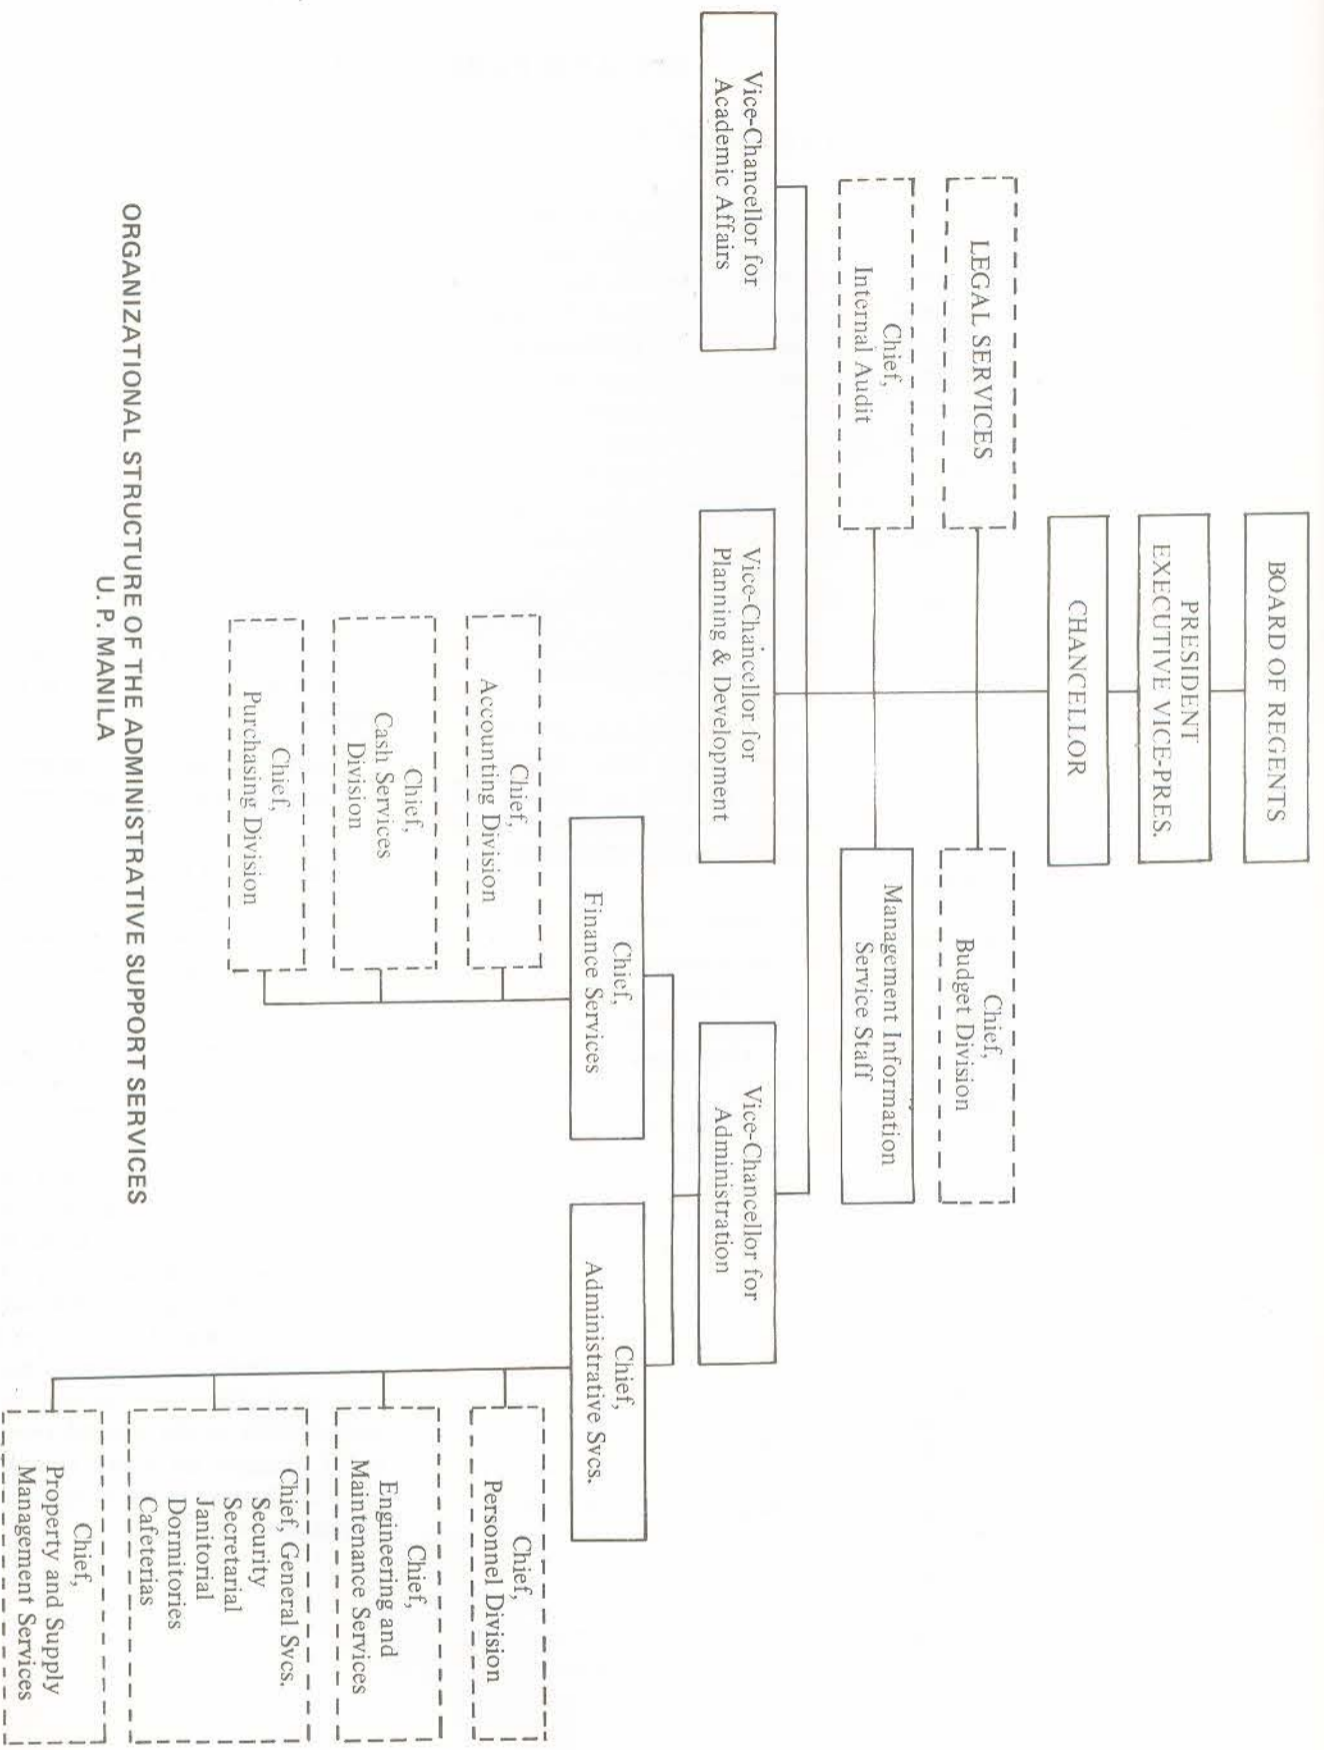 BOARD OF REGENTS
PRESIDENT
EXECUTIVE VICE-PRES.
CHANCELLOR
LEGAL SERVICES
Chief,
Budget Division
Chief,
Internal Audit
Management Information
Service Staff
Vice-Chancellor for
Academic Affairs
Vice-Chancellor for
Planning & Development
Vice-Chancellor for
Administration
Chief,
Finance Services
Chief,
Administrative Svcs.
Chief,
Accounting Division
Chief,
Cash Services
Division
Chief,
Purchasing Division
Chief,
Personnel Division
Chief,
Engineering and
Maintenance Services
Chief, General Svcs.
Security
Secretarial
Janitorial
Dormitories
Cafeterias
Chief,
Property and Supply
Management Services
ORGANIZATIONAL STRUCTURE OF THE ADMINISTRATIVE SUPPORT SERVICES
U. P. MANILA